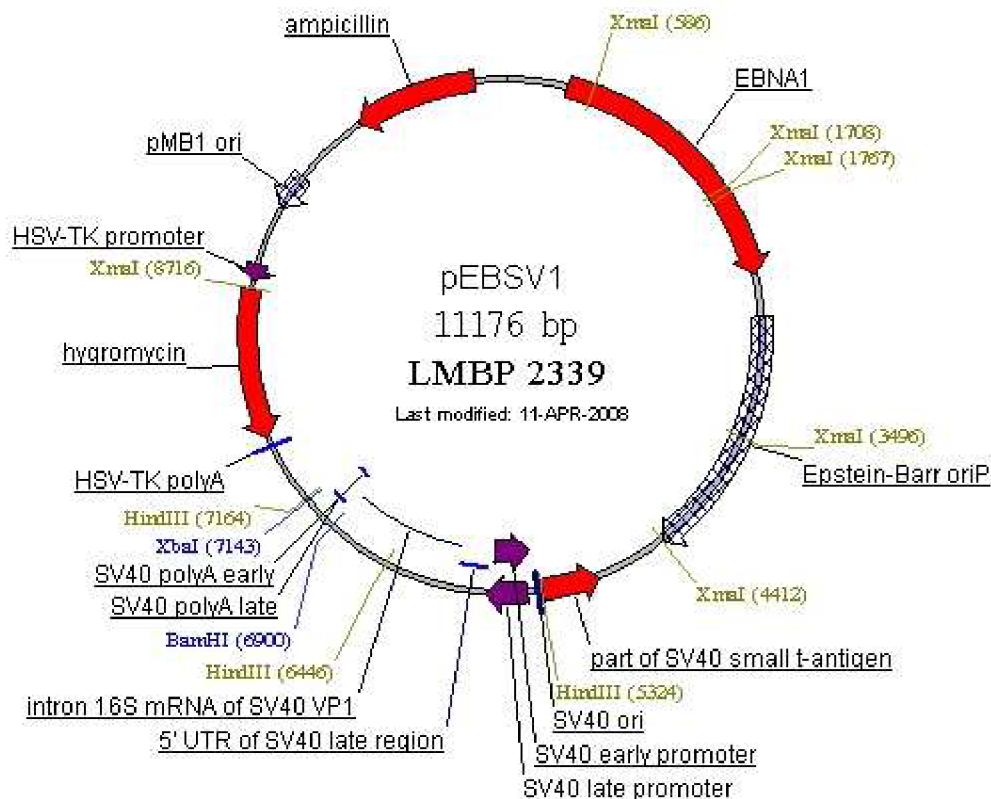 ampicillin
XmaI (586)
EBNA1
pMB1 ori
XmaI (1708)
XmaI (1767)
HSV-TK promoter
XmaI (8716)
pEBSV1
11176 bp
LMBP 2339
Last modified: 11-APR-2008
hygromycin
XmaI (3496)
Epstein-Barr oriP
HSV-TK polyA
HindIII (7164)
XbaI (7143)
SV40 polyA early
SV40 polyA late
XmaI (4412)
BamHI (6900)
HindIII (6446)
part of SV40 small t-antigen
HindIII (5324)
intron 16S mRNA of SV40 VP1
SV40 ori
5' UTR of SV40 late region
SV40 early promoter
SV40 late promoter